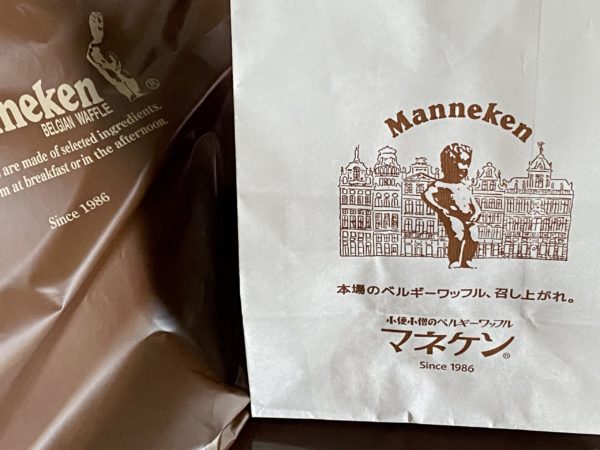 nneken
®
BELGIAN WAFFLE
are made of selected ingredients,
m at breakfast or in the afternoon.
Since 1986
Manneken
本場のベルギーワッフル、召し上がれ。
小便小僧のベルギーワッフル
マネケン®
Since 1986